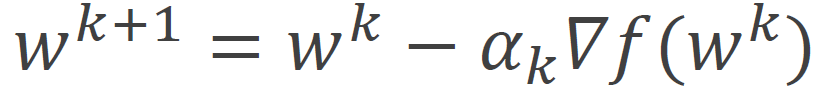 w^{k+1} = w^k − α_k ∇f(w^k)